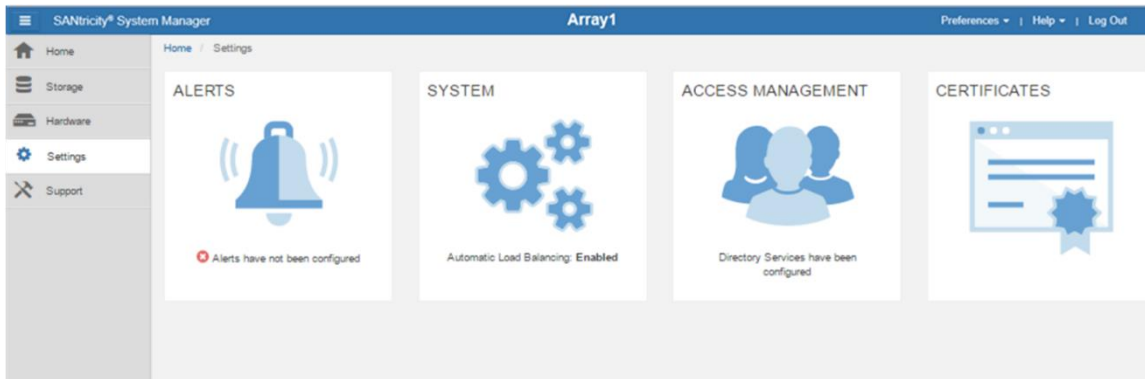 SANtricity® System Manager
Array1
Preferences | Help | Log Out
Home
Storage
Hardware
Settings
Support
Home / Settings
ALERTS
Alerts have not been configured
SYSTEM
Automatic Load Balancing: Enabled
ACCESS MANAGEMENT
Directory Services have been
configured
CERTIFICATES